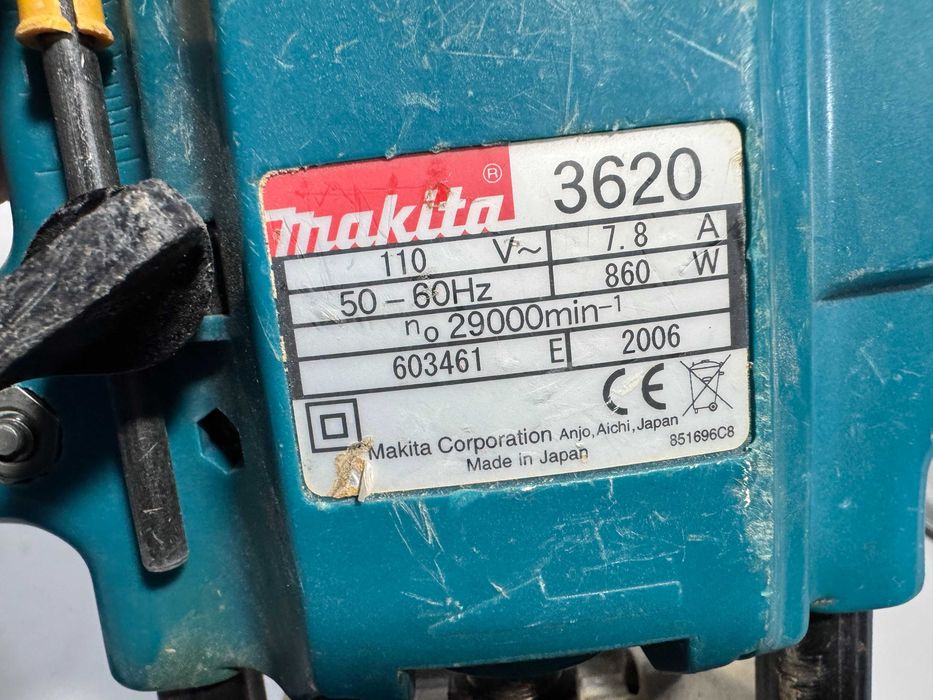 makita ® 3620
110 V~ 7.8 A
50-60Hz 860 W
n₀ 29000min⁻¹
603461 E 2006
CE
Makita Corporation Anjo, Aichi, Japan
Made in Japan 851696C8